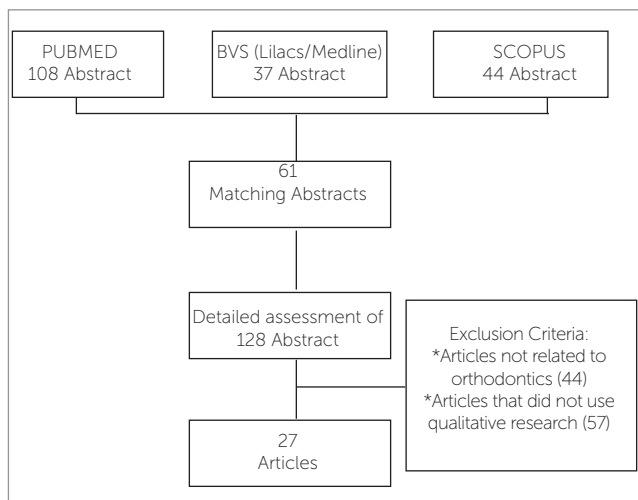 PUBMED
108 Abstract
BVS (Lilacs/Medline)
37 Abstract
SCOPUS
44 Abstract
61
Matching Abstracts
Detailed assessment of
128 Abstract
Exclusion Criteria:
*Articles not related to
orthodontics (44)
*Articles that did not use
qualitative research (57)
27
Articles